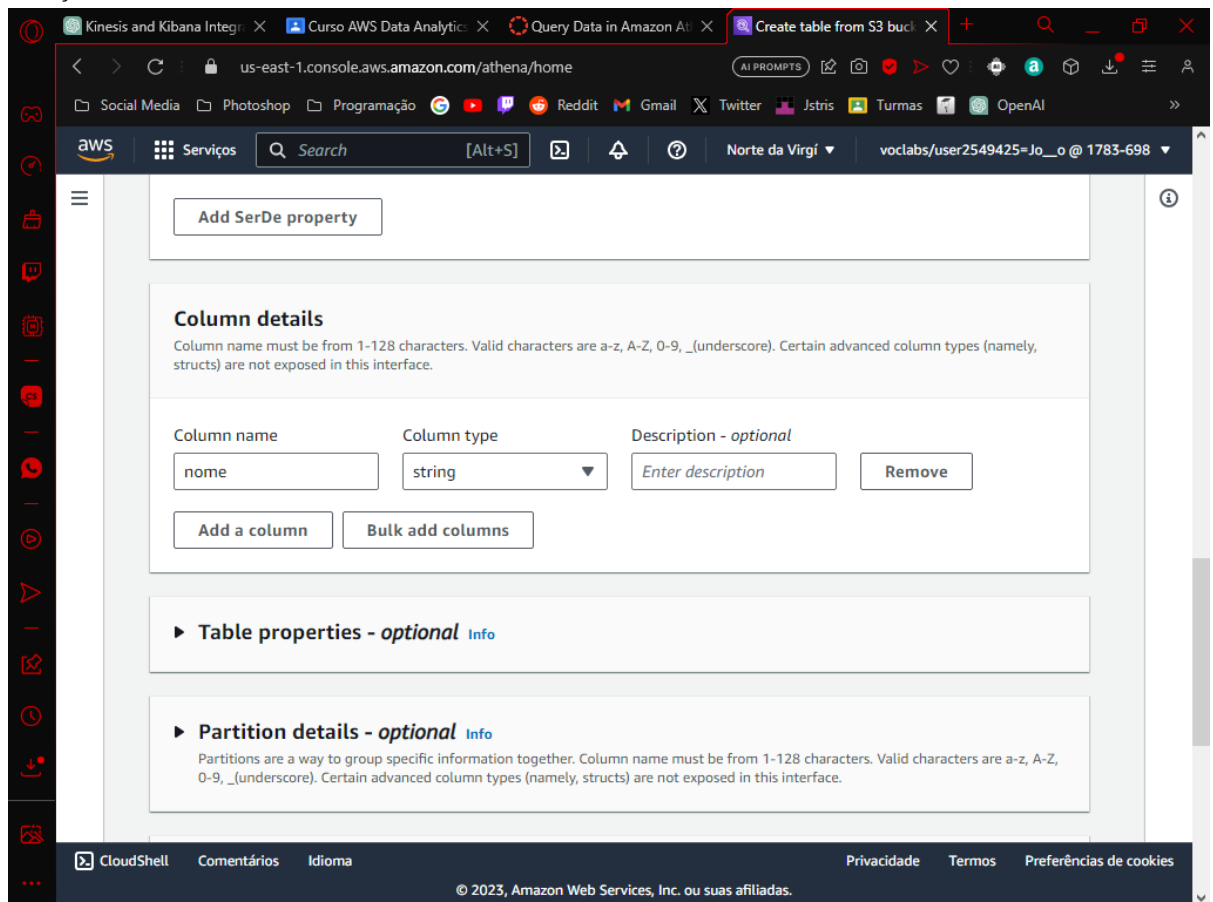 Kinesis and Kibana Integr
Curso AWS Data Analytics
Query Data in Amazon Ath
Create table from S3 buck
us-east-1.console.aws.amazon.com/athena/home
AI PROMPTS
Social Media
Photoshop
Programação
Reddit
Gmail
Twitter
Jstris
Turmas
OpenAI
»
aws
Serviços
Search
[Alt+S]
Norte da Virgí
voclabs/user2549425=Jo__o @ 1783-698
Add SerDe property
Column details
Column name must be from 1-128 characters. Valid characters are a-z, A-Z, 0-9, _(underscore). Certain advanced column types (namely,
structs) are not exposed in this interface.
Column name
Column type
Description - optional
nome
string
Enter description
Remove
Add a column
Bulk add columns
Table properties - optional Info
Partition details - optional Info
Partitions are a way to group specific information together. Column name must be from 1-128 characters. Valid characters are a-z, A-Z,
0-9, _(underscore). Certain advanced column types (namely, structs) are not exposed in this interface.
CloudShell
Comentários
Idioma
Privacidade
Termos
Preferências de cookies
© 2023, Amazon Web Services, Inc. ou suas afiliadas.